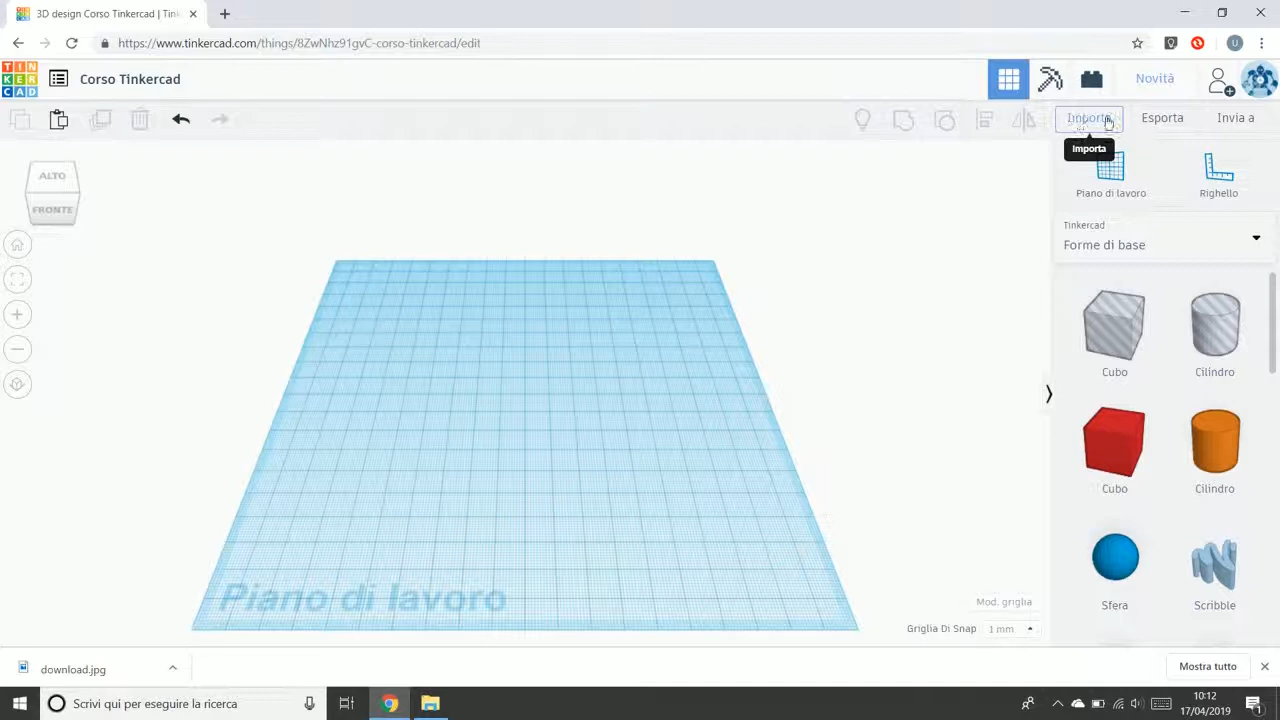 3D design Corso Tinkercad | Tink
https://www.tinkercad.com/things/8ZwNhz91gvC-corso-tinkercad/edit
U
TIN
KER
CAD
Corso Tinkercad
Novità
Importa
Esporta
Invia a
Importa
ALTO
FRONTE
Piano di lavoro
Righello
Tinkercad
Forme di base
Cubo
Cilindro
Cubo
Cilindro
Sfera
Scribble
Piano di lavoro
Mod. griglia
Griglia Di Snap
1 mm
download.jpg
Mostra tutto
Scrivi qui per eseguire la ricerca
10:12
17/04/2019
1